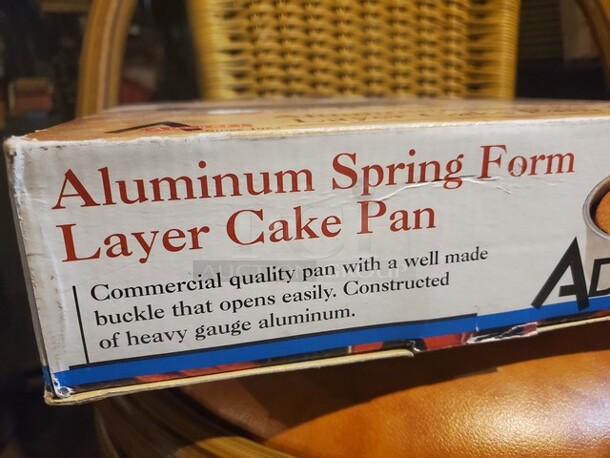 Aluminum Spring Form
Layer Cake Pan
Commercial quality pan with a well made
buckle that opens easily. Constructed
of heavy gauge aluminum.
AD